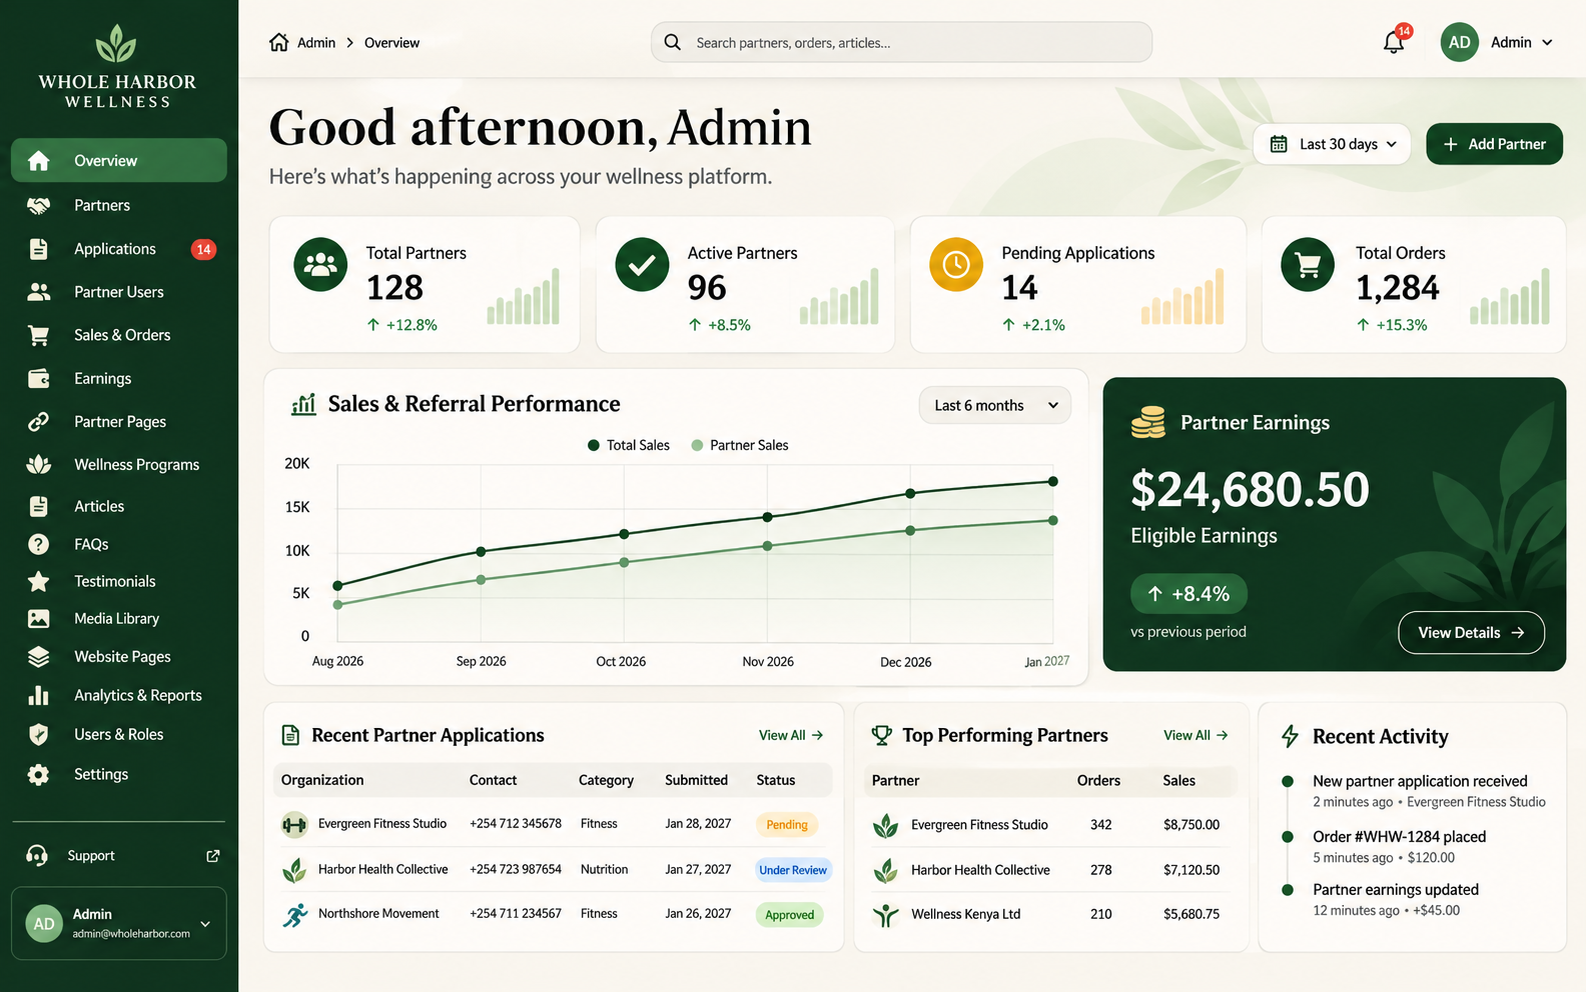 WHOLE HARBOR
WELLNESS
Overview
Partners
Applications 14
Partner Users
Sales & Orders
Earnings
Partner Pages
Wellness Programs
Articles
FAQs
Testimonials
Media Library
Website Pages
Analytics & Reports
Users & Roles
Settings
Support
AD
Admin
admin@wholeharbor.com
Admin > Overview
Search partners, orders, articles...
14
AD Admin
Good afternoon, Admin
Here's what's happening across your wellness platform.
Last 30 days
+ Add Partner
Total Partners
128
↑ +12.8%
Active Partners
96
↑ +8.5%
Pending Applications
14
↑ +2.1%
Total Orders
1,284
↑ +15.3%
Sales & Referral Performance
Last 6 months
Total Sales Partner Sales
20K
15K
10K
5K
0
Aug 2026 Sep 2026 Oct 2026 Nov 2026 Dec 2026 Jan 2027
Partner Earnings
$24,680.50
Eligible Earnings
↑ +8.4%
vs previous period
View Details →
Recent Partner Applications View All →
Organization Contact Category Submitted Status
Evergreen Fitness Studio +254 712 345678 Fitness Jan 28, 2027 Pending
Harbor Health Collective +254 723 987654 Nutrition Jan 27, 2027 Under Review
Northshore Movement +254 711 234567 Fitness Jan 26, 2027 Approved
Top Performing Partners View All →
Partner Orders Sales
Evergreen Fitness Studio 342 $8,750.00
Harbor Health Collective 278 $7,120.50
Wellness Kenya Ltd 210 $5,680.75
Recent Activity
New partner application received
2 minutes ago • Evergreen Fitness Studio
Order #WHW-1284 placed
5 minutes ago • $120.00
Partner earnings updated
12 minutes ago • +$45.00